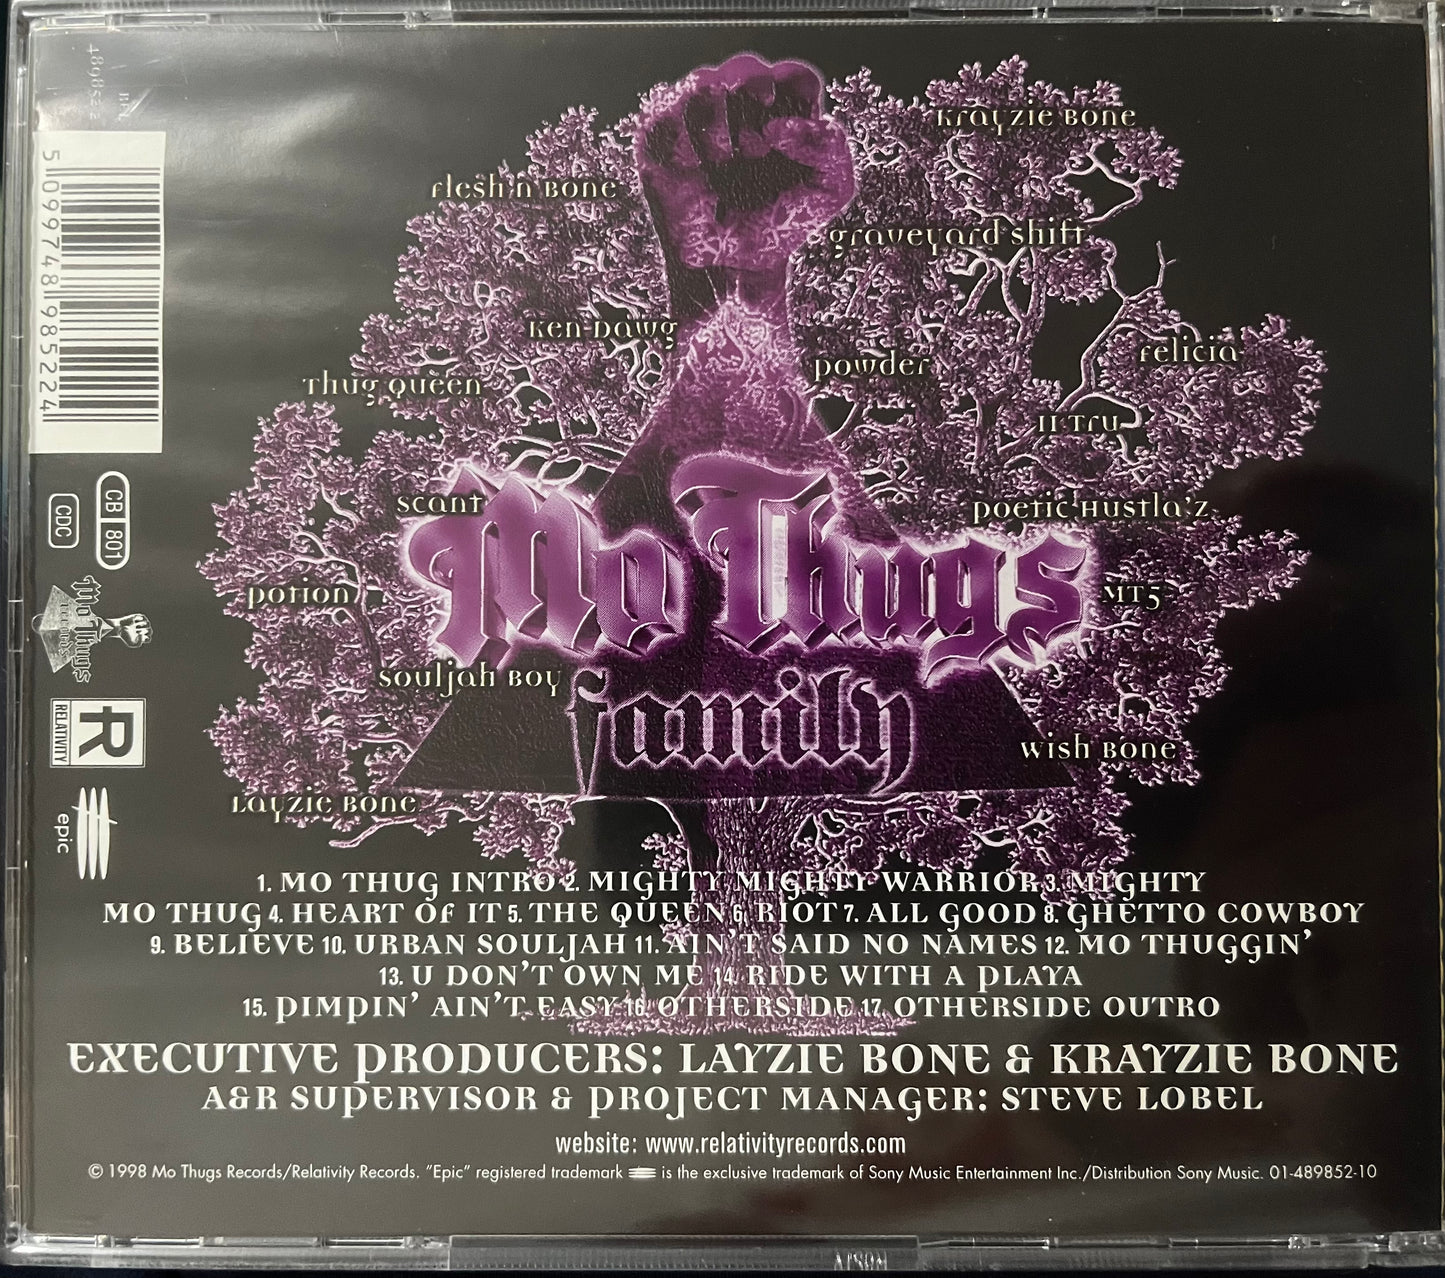 489852 2
5 099748 985224
CB 801
CDC
Mo Thugs
RECORDS
R
RELATIVITY
epic
Krayzie Bone
Flesh n Bone
graveyard shift
Ken Dawg
powder
Felicia
Thug Queen
II Tru
scant
poetic Hustla'z
Mo Thugs
potion
MT5
souljah Boy
family
Wish Bone
Layzie Bone
1. MO THUG INTRO 2. MIGHTY MIGHTY WARRIOR 3. MIGHTY
MO THUG 4. HEART OF IT 5. THE QUEEN 6. RIOT 7. ALL GOOD 8. GHETTO COWBOY
9. BELIEVE 10. URBAN SOULJAH 11. AIN'T SAID NO NAMES 12. MO THUGGIN'
13. U DON'T OWN ME 14. RIDE WITH A PLAYA
15. PIMPIN' AIN'T EASY 16. OTHERSIDE 17. OTHERSIDE OUTRO
EXECUTIVE PRODUCERS: LAYZIE BONE & KRAYZIE BONE
A&R SUPERVISOR & PROJECT MANAGER: STEVE LOBEL
website: www.relativityrecords.com
© 1998 Mo Thugs Records/Relativity Records. "Epic" registered trademark is the exclusive trademark of Sony Music Entertainment Inc./Distribution Sony Music. 01-489852-10